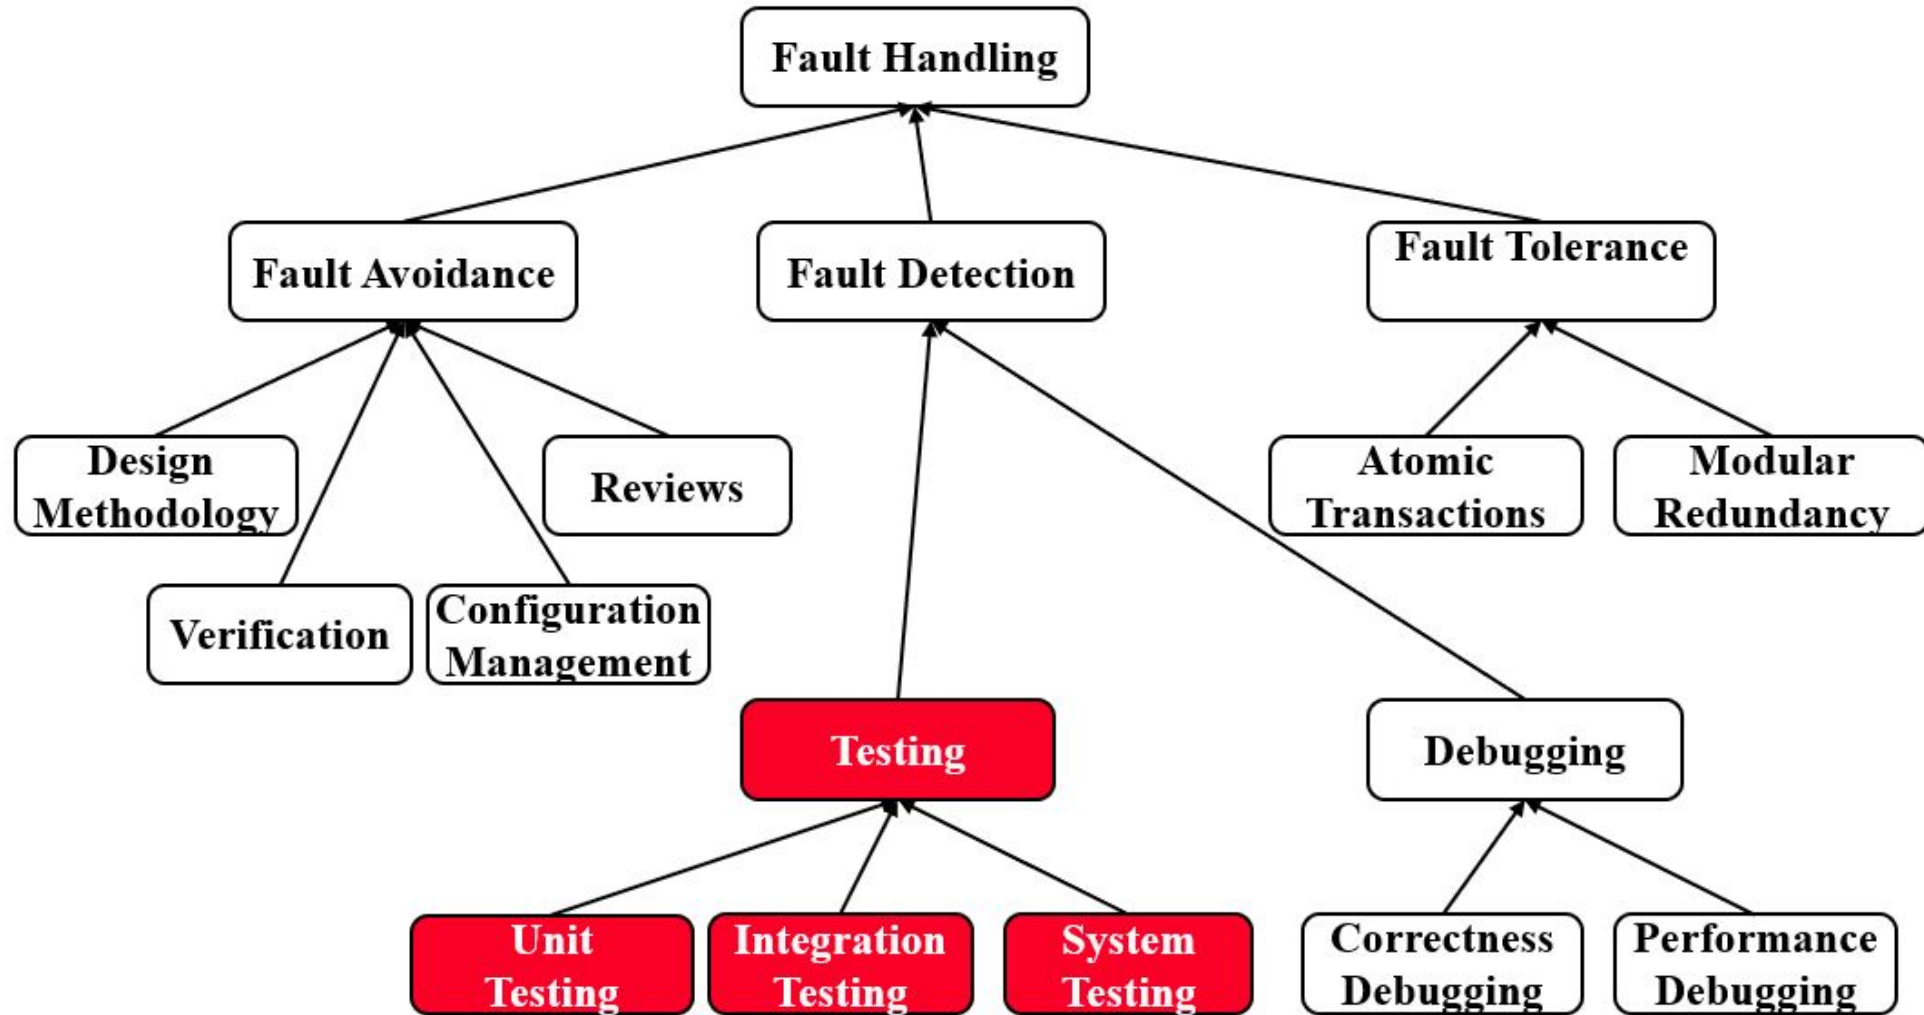 Fault Handling
Fault Avoidance
Fault Detection
Fault Tolerance
Design
Methodology
Reviews
Atomic
Transactions
Modular
Redundancy
Verification
Configuration
Management
Testing
Debugging
Unit
Testing
Integration
Testing
System
Testing
Correctness
Debugging
Performance
Debugging